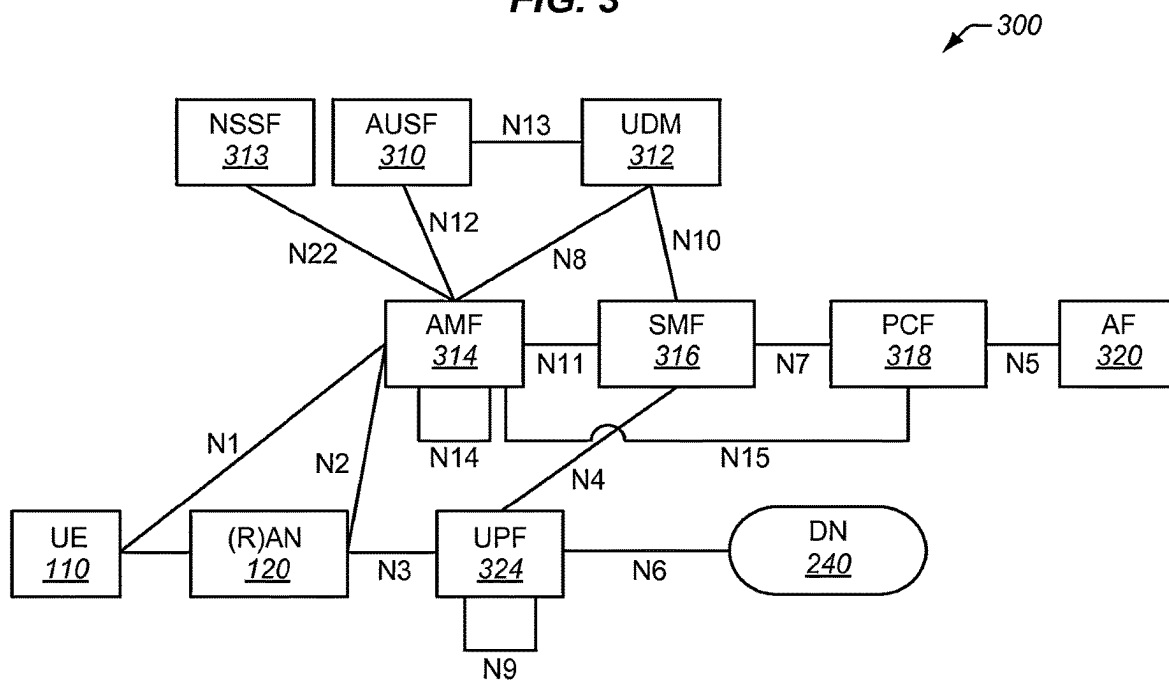 FIG. 3
300
NSSF
313
AUSF
310
N13
UDM
312
N22
N12
N8
N10
AMF
314
N11
SMF
316
N7
PCF
318
N5
AF
320
N1
N2
N14
N4
N15
UE
110
(R)AN
120
N3
UPF
324
N6
DN
240
N9